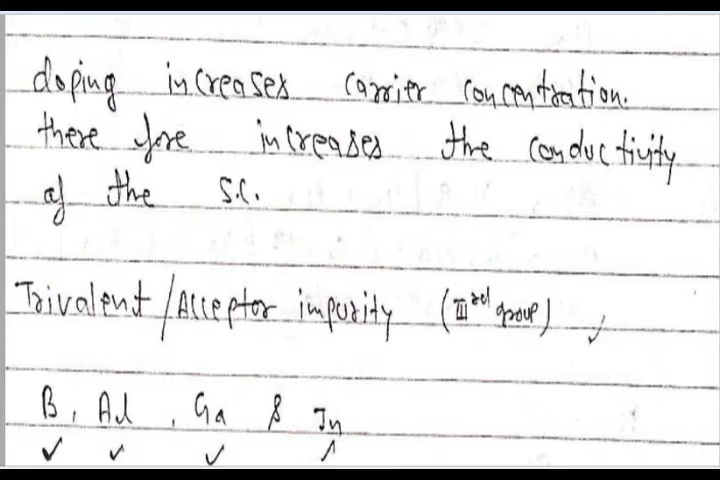 doping increases carrier concentration.
there fore increases the conductivity
of the S.C.
Trivalent/Acceptor impurity (III rd group)
B, Al, Ga & In